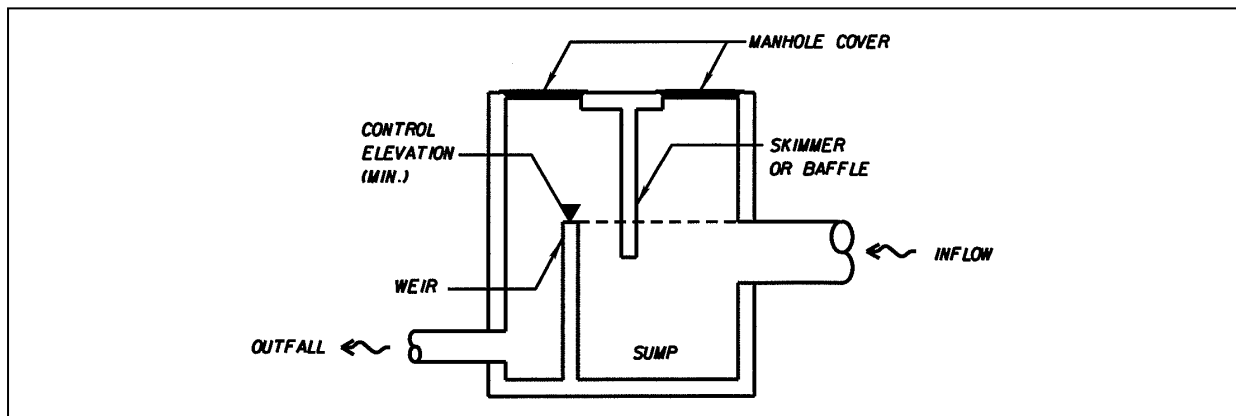 MANHOLE COVER
CONTROL
ELEVATION
(MIN.)
SKIMMER
OR BAFFLE
INFLOW
WEIR
OUTFALL
SUMP